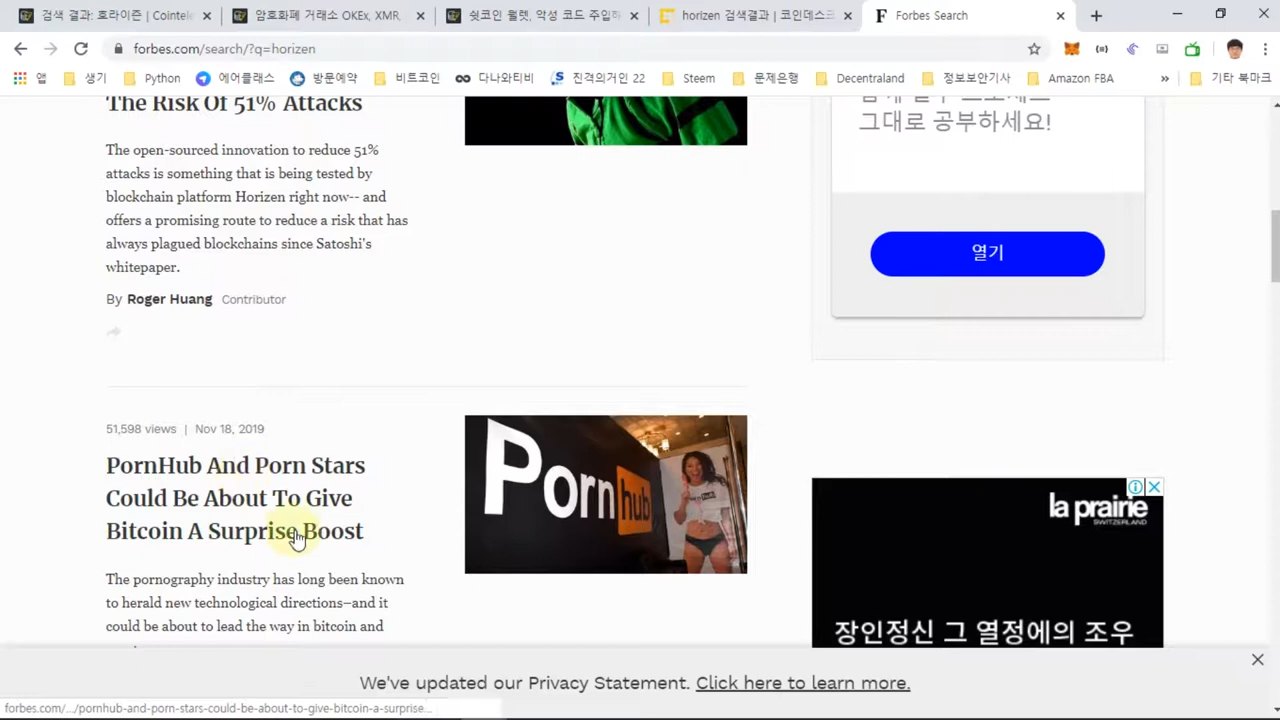 검색 결과: 호라이즌 | Cointele
암호화폐 거래소 OKEx, XMR,
쉿코인 월렛, 악성 코드 주입하
horizen 검색결과 | 코인데스크
Forbes Search
forbes.com/search/?q=horizen
앱
생기
Python
에어클래스
방문예약
비트코인
다나와티비
진격의거인 22
Steem
문제은행
Decentraland
정보보안기사
Amazon FBA
»
기타 북마크
The Risk Of 51% Attacks
The open-sourced innovation to reduce 51%
attacks is something that is being tested by
blockchain platform Horizen right now-- and
offers a promising route to reduce a risk that has
always plagued blockchains since Satoshi's
whitepaper.
By Roger Huang Contributor
그대로 공부하세요!
열기
51,598 views | Nov 18, 2019
PornHub And Porn Stars
Could Be About To Give
Bitcoin A Surprise Boost
Porn hub
The pornography industry has long been known
to herald new technological directions–and it
could be about to lead the way in bitcoin and
la prairie
SWITZERLAND
장인정신 그 열정에의 조우
We've updated our Privacy Statement. Click here to learn more.
forbes.com/.../pornhub-and-porn-stars-could-be-about-to-give-bitcoin-a-surprise...